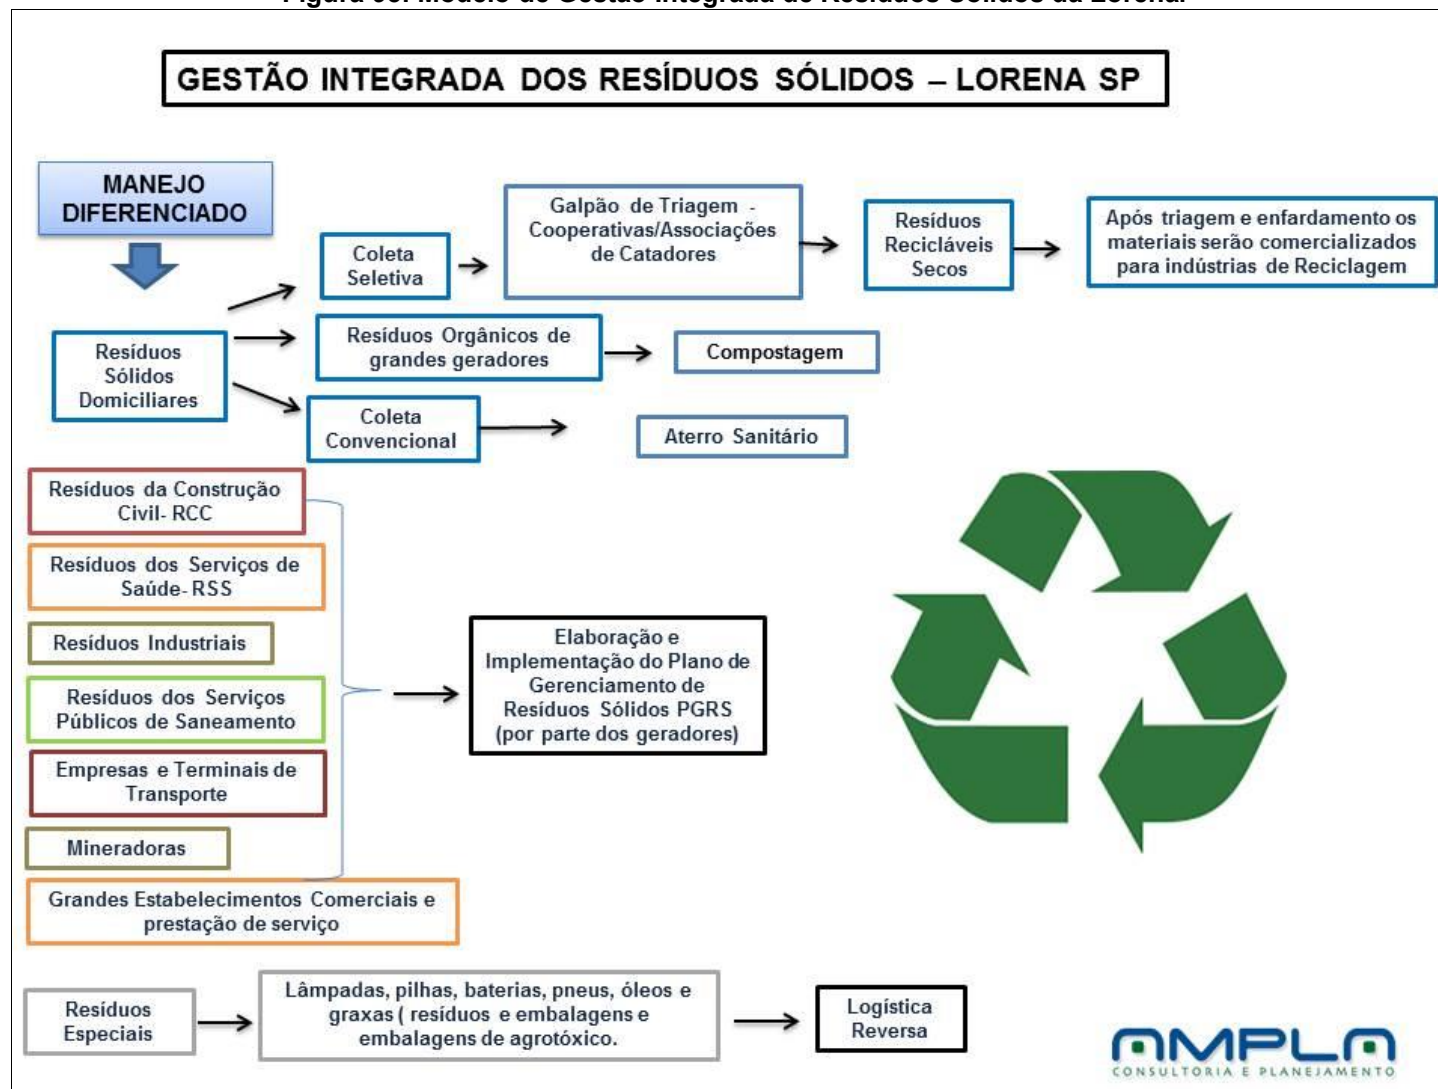 GESTÃO INTEGRADA DOS RESÍDUOS SÓLIDOS – LORENA SP
MANEJO
DIFERENCIADO
Resíduos
Sólidos
Domiciliares
Coleta
Seletiva
Galpão de Triagem -
Cooperativas/Associações
de Catadores
Resíduos
Recicláveis
Secos
Após triagem e enfardamento os
materiais serão comercializados
para indústrias de Reciclagem
Resíduos Orgânicos de
grandes geradores
Compostagem
Coleta
Convencional
Aterro Sanitário
Resíduos da Construção
Civil- RCC
Resíduos dos Serviços de
Saúde- RSS
Resíduos Industriais
Resíduos dos Serviços
Públicos de Saneamento
Empresas e Terminais de
Transporte
Mineradoras
Grandes Estabelecimentos Comerciais e
prestação de serviço
Elaboração e
Implementação do Plano de
Gerenciamento de
Resíduos Sólidos PGRS
(por parte dos geradores)
Resíduos
Especiais
Lâmpadas, pilhas, baterias, pneus, óleos e
graxas ( resíduos e embalagens e
embalagens de agrotóxico.
Logística
Reversa
AMPLA
CONSULTORIA E PLANEJAMENTO